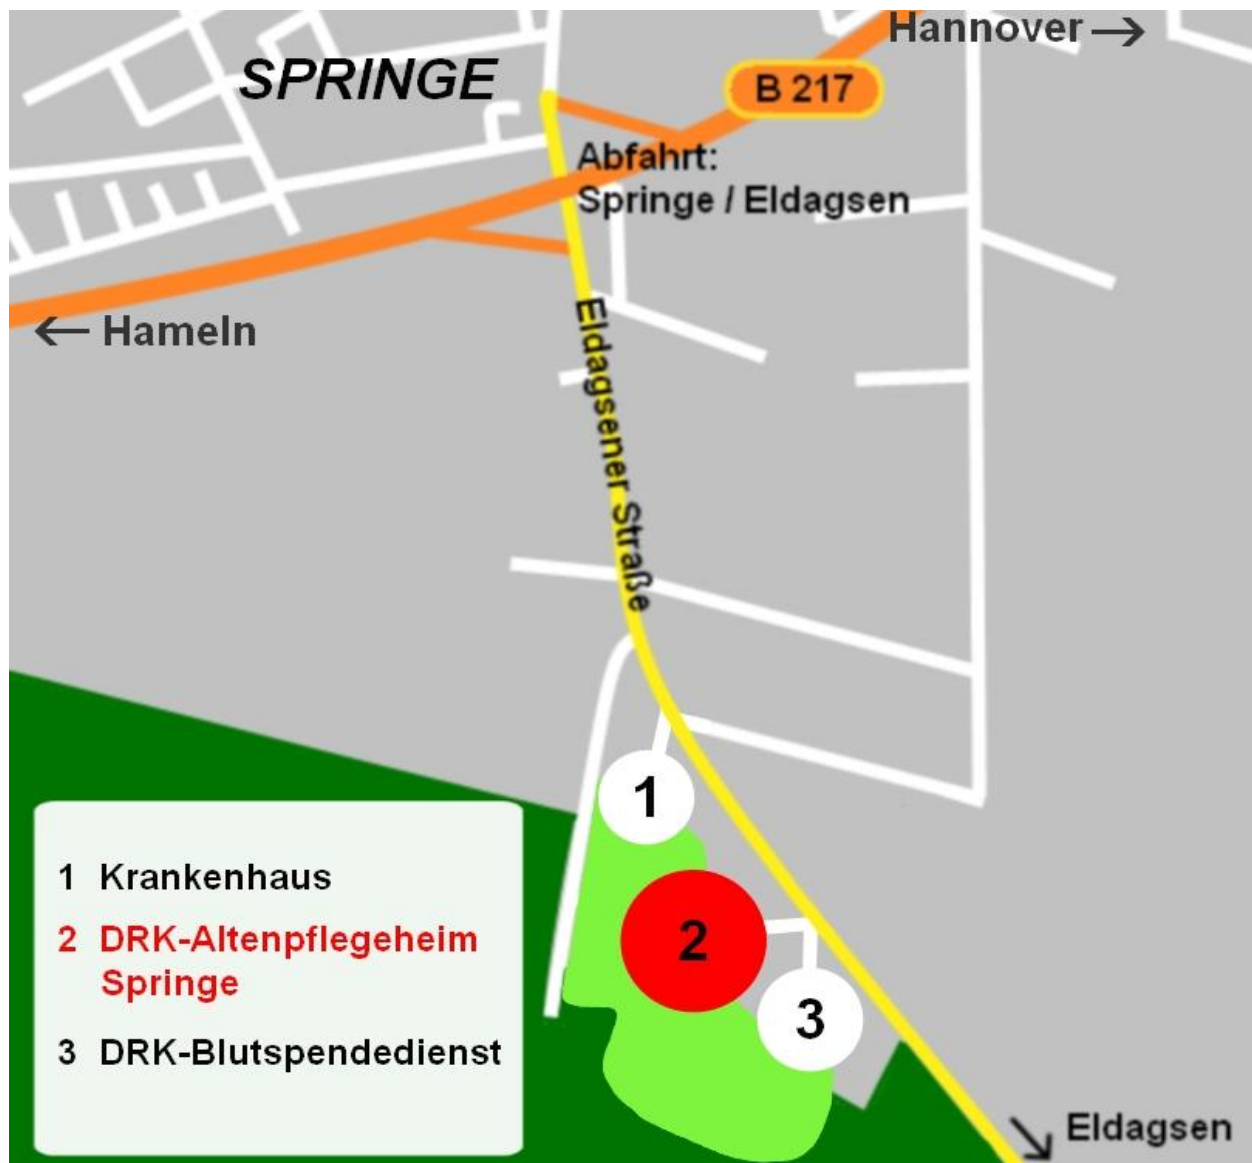 Hannover
SPRINGE
B 217
Abfahrt:
Springe / Eldagsen
Hameln
Eldagsener Straße
1
2
3
1 Krankenhaus
2 DRK-Altenpflegeheim
Springe
3 DRK-Blutspendedienst
Eldagsen